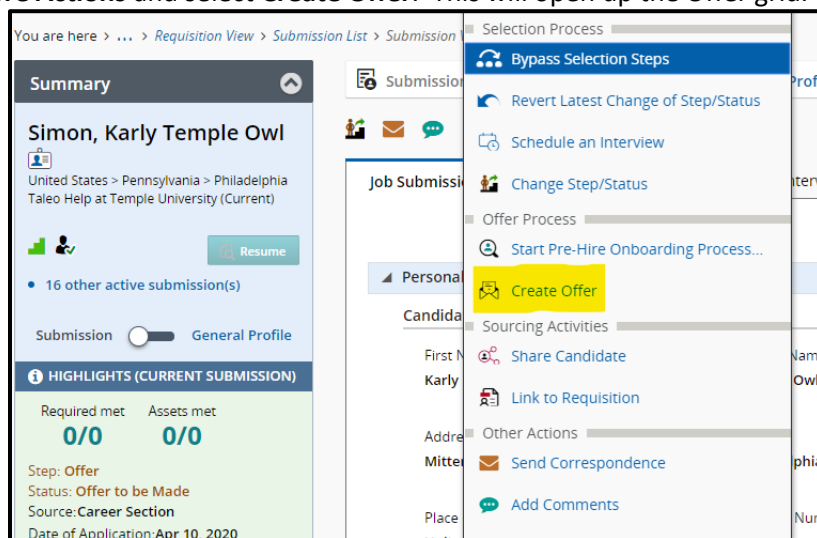 Actions and select Create Offer. This will open up the Offer grid.
You are here > ... > Requisition View > Submission List > Submission
Summary
Simon, Karly Temple Owl
United States > Pennsylvania > Philadelphia
Taleo Help at Temple University (Current)
Resume
16 other active submission(s)
Submission General Profile
HIGHLIGHTS (CURRENT SUBMISSION)
Required met Assets met
0/0 0/0
Step: Offer
Status: Offer to be Made
Source:Career Section
Date of Application:Apr 10, 2020
Submission
Job Submissi
Personal
Candida
First N
Karly
Addre
Mitte
Place
Selection Process
Bypass Selection Steps
Revert Latest Change of Step/Status
Schedule an Interview
Change Step/Status
Offer Process
Start Pre-Hire Onboarding Process...
Create Offer
Sourcing Activities
Share Candidate
Link to Requisition
Other Actions
Send Correspondence
Add Comments
Prof
nterv
Nam
Owl
phia
Nur